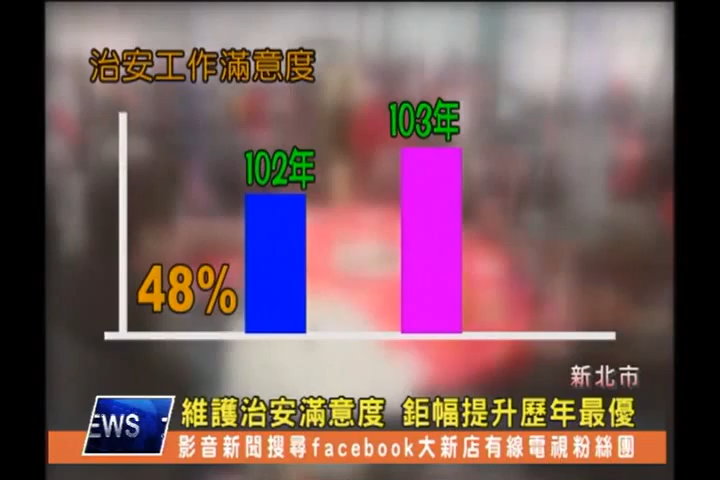 治安工作滿意度
103年
102年
48%
新北市
EWS
維護治安滿意度 鉅幅提升歷年最優
影音新聞搜尋facebook大新店有線電視粉絲團